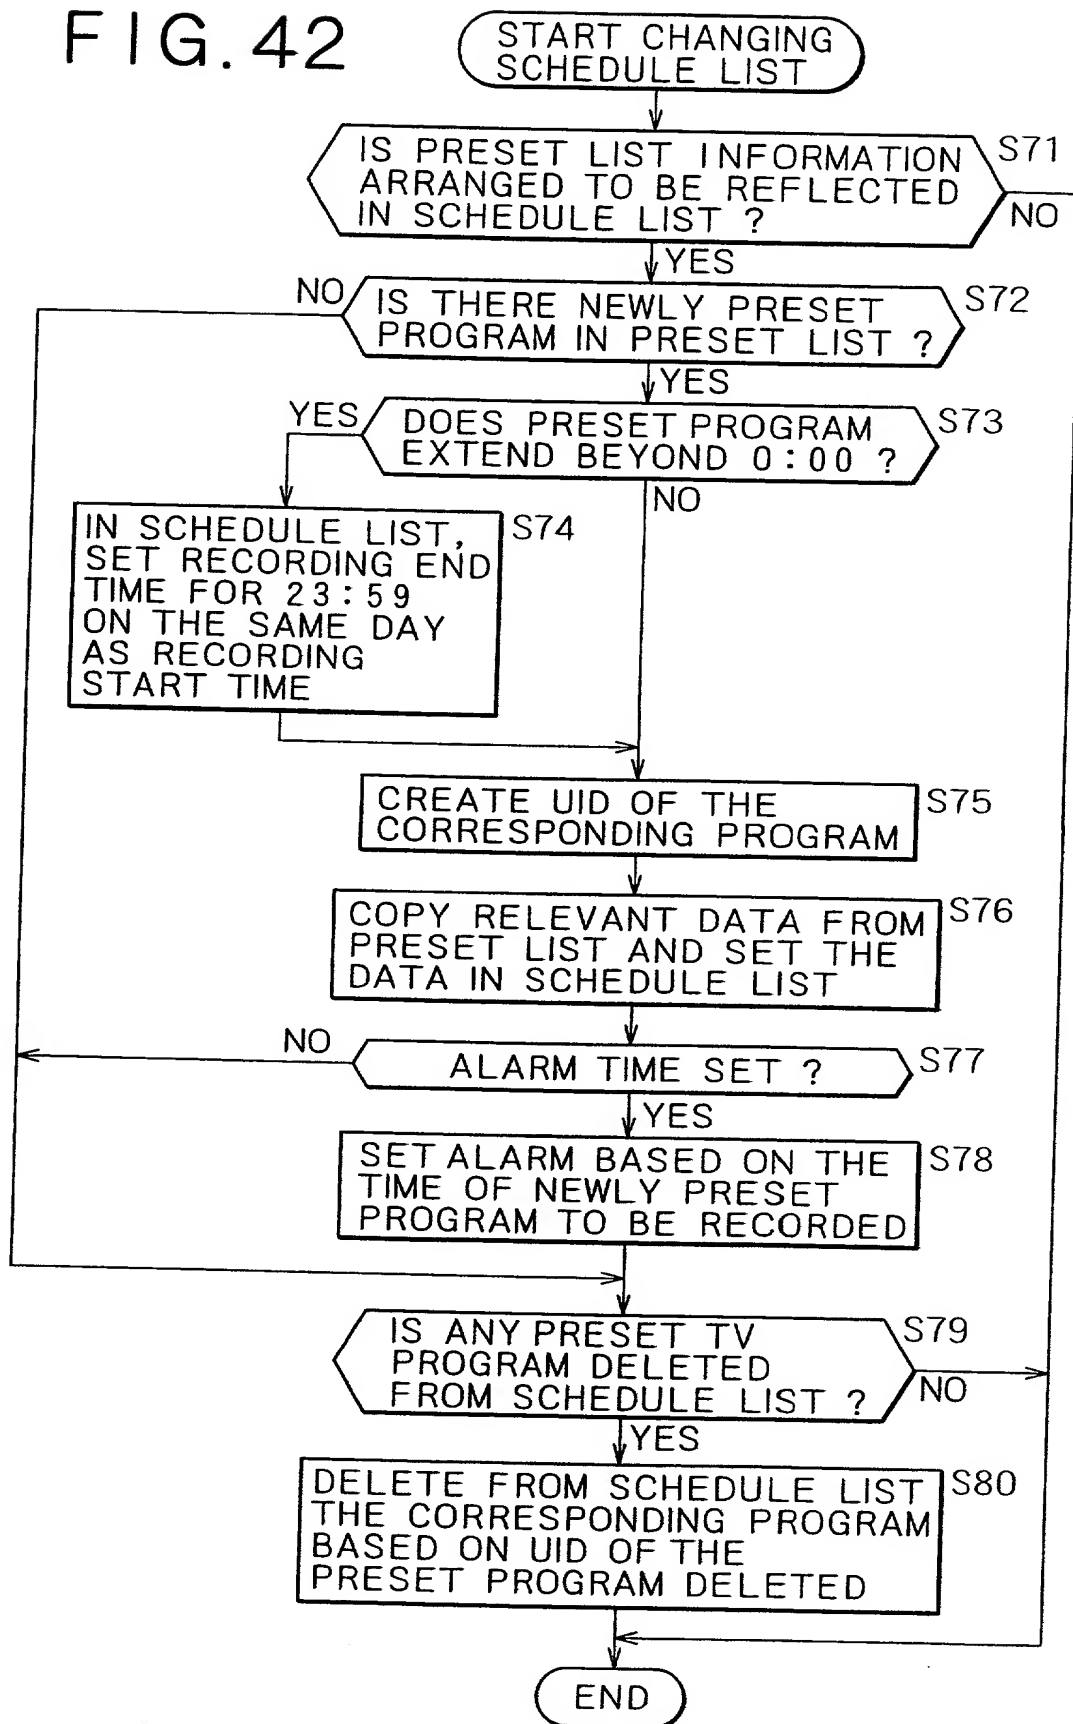 FIG. 42
START CHANGING
SCHEDULE LIST
IS PRESET LIST INFORMATION
ARRANGED TO BE REFLECTED
IN SCHEDULE LIST ?
S71
NO
YES
NO
IS THERE NEWLY PRESET
PROGRAM IN PRESET LIST ?
S72
YES
YES
DOES PRESET PROGRAM
EXTEND BEYOND 0:00 ?
S73
NO
IN SCHEDULE LIST,
SET RECORDING END
TIME FOR 23:59
ON THE SAME DAY
AS RECORDING
START TIME
S74
CREATE UID OF THE
CORRESPONDING PROGRAM
S75
COPY RELEVANT DATA FROM
PRESET LIST AND SET THE
DATA IN SCHEDULE LIST
S76
NO
ALARM TIME SET ?
S77
YES
SET ALARM BASED ON THE
TIME OF NEWLY PRESET
PROGRAM TO BE RECORDED
S78
IS ANY PRESET TV
PROGRAM DELETED
FROM SCHEDULE LIST ?
S79
NO
YES
DELETE FROM SCHEDULE LIST
THE CORRESPONDING PROGRAM
BASED ON UID OF THE
PRESET PROGRAM DELETED
S80
END